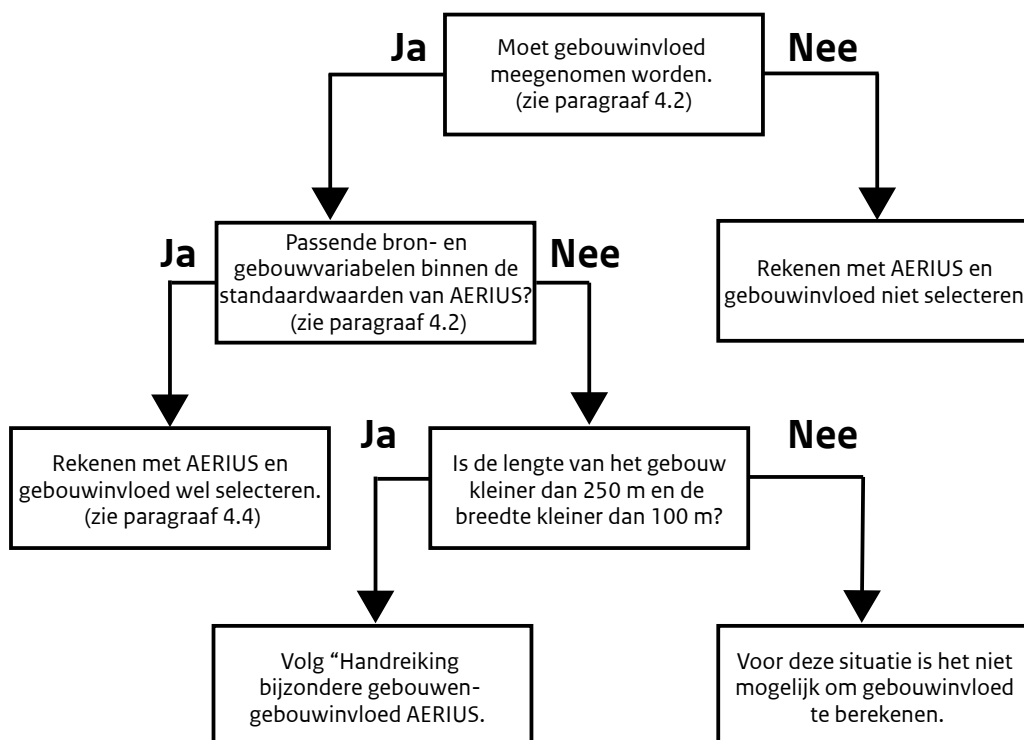 Ja
Moet gebouwinvloed
meegenomen worden.
(zie paragraaf 4.2)
Nee
Ja
Passende bron- en
gebouwvariabelen binnen de
standaardwaarden van AERIUS?
(zie paragraaf 4.2)
Nee
Rekenen met AERIUS en
gebouwinvloed niet selecteren
Rekenen met AERIUS en
gebouwinvloed wel selecteren.
(zie paragraaf 4.4)
Ja
Is de lengte van het gebouw
kleiner dan 250 m en de
breedte kleiner dan 100 m?
Nee
Volg “Handreiking
bijzondere gebouwen-
gebouwinvloed AERIUS.
Voor deze situatie is het niet
mogelijk om gebouwinvloed
te berekenen.